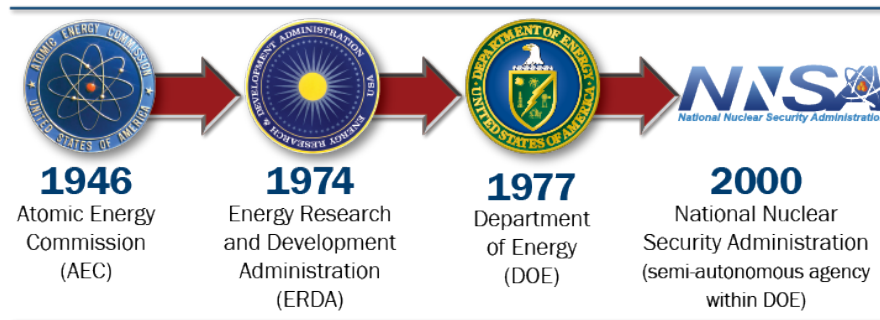 ATOMIC ENERGY COMMISSION
UNITED STATES OF AMERICA
ENERGY RESEARCH & DEVELOPMENT ADMINISTRATION
USA
DEPARTMENT OF ENERGY
UNITED STATES OF AMERICA
NNSA
National Nuclear Security Administration
1946
Atomic Energy
Commission
(AEC)
1974
Energy Research
and Development
Administration
(ERDA)
1977
Department
of Energy
(DOE)
2000
National Nuclear
Security Administration
(semi-autonomous agency
within DOE)